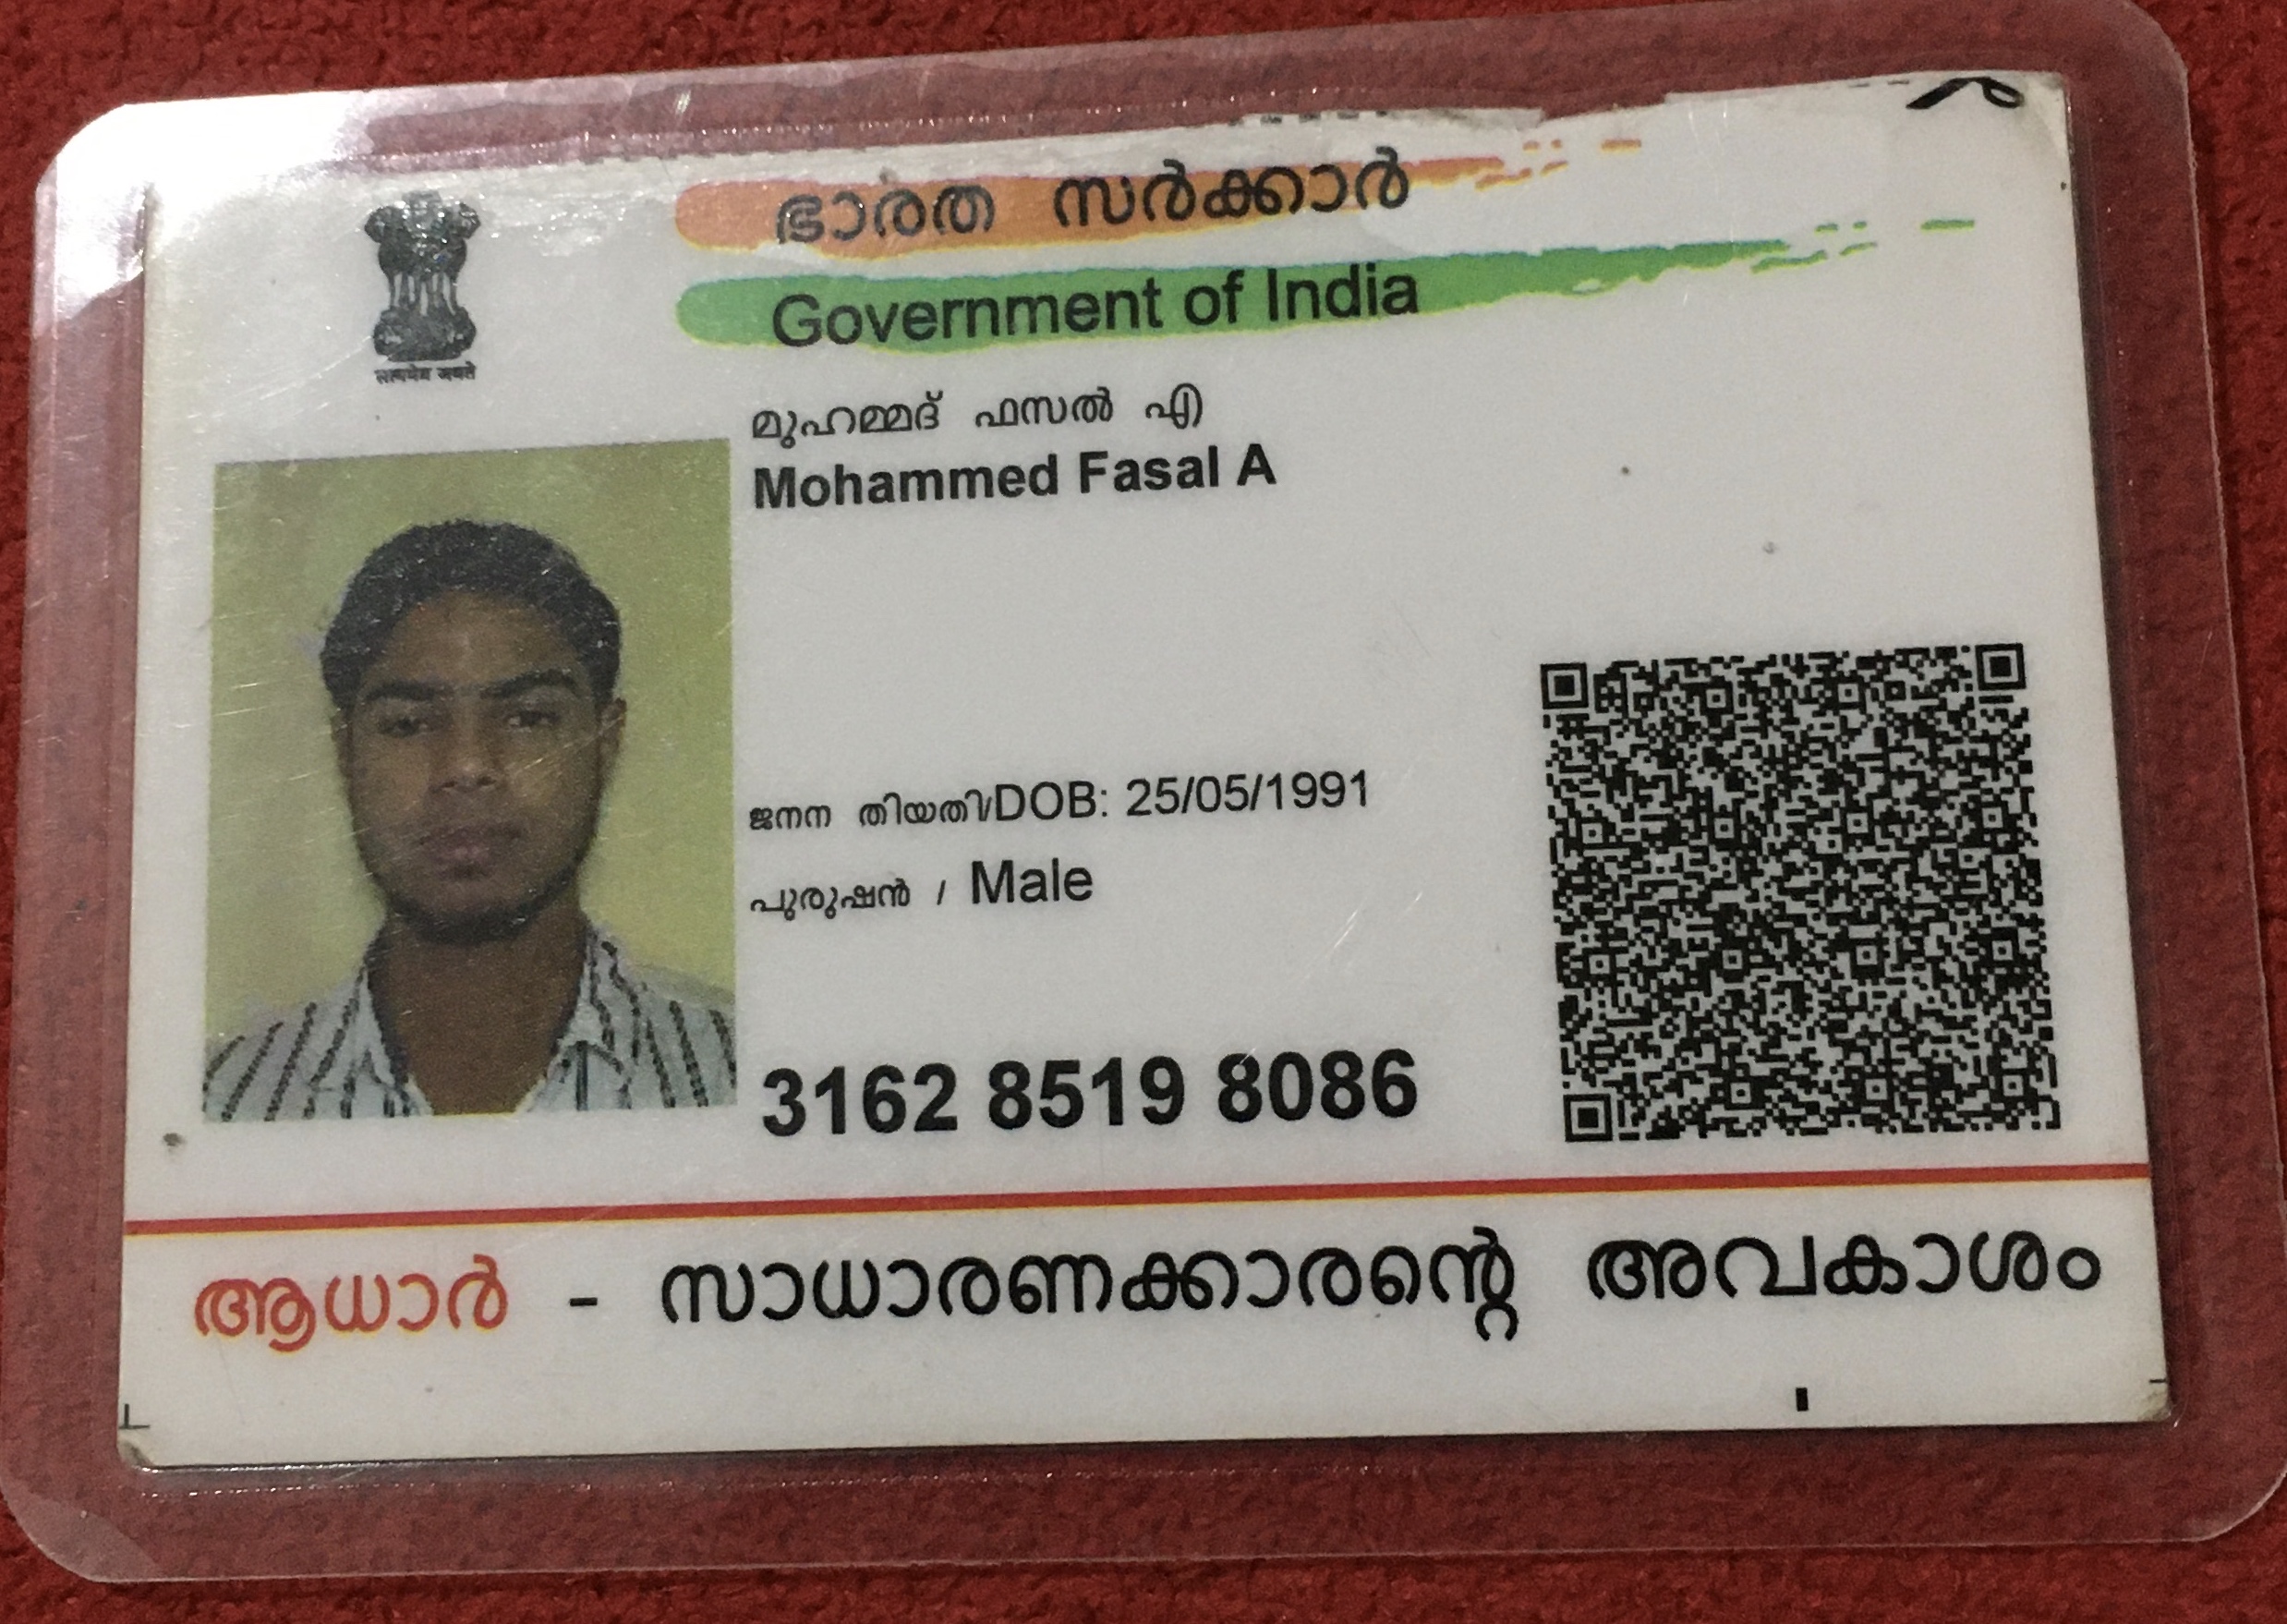 ഭാരത സർക്കാർ
Government of India
सत्यमेव जयते
മുഹമ്മദ് ഫസൽ എ
Mohammed Fasal A
ജനന തിയതി/DOB: 25/05/1991
പുരുഷൻ / Male
3162 8519 8086
ആധാർ - സാധാരണക്കാരന്റെ അവകാശം